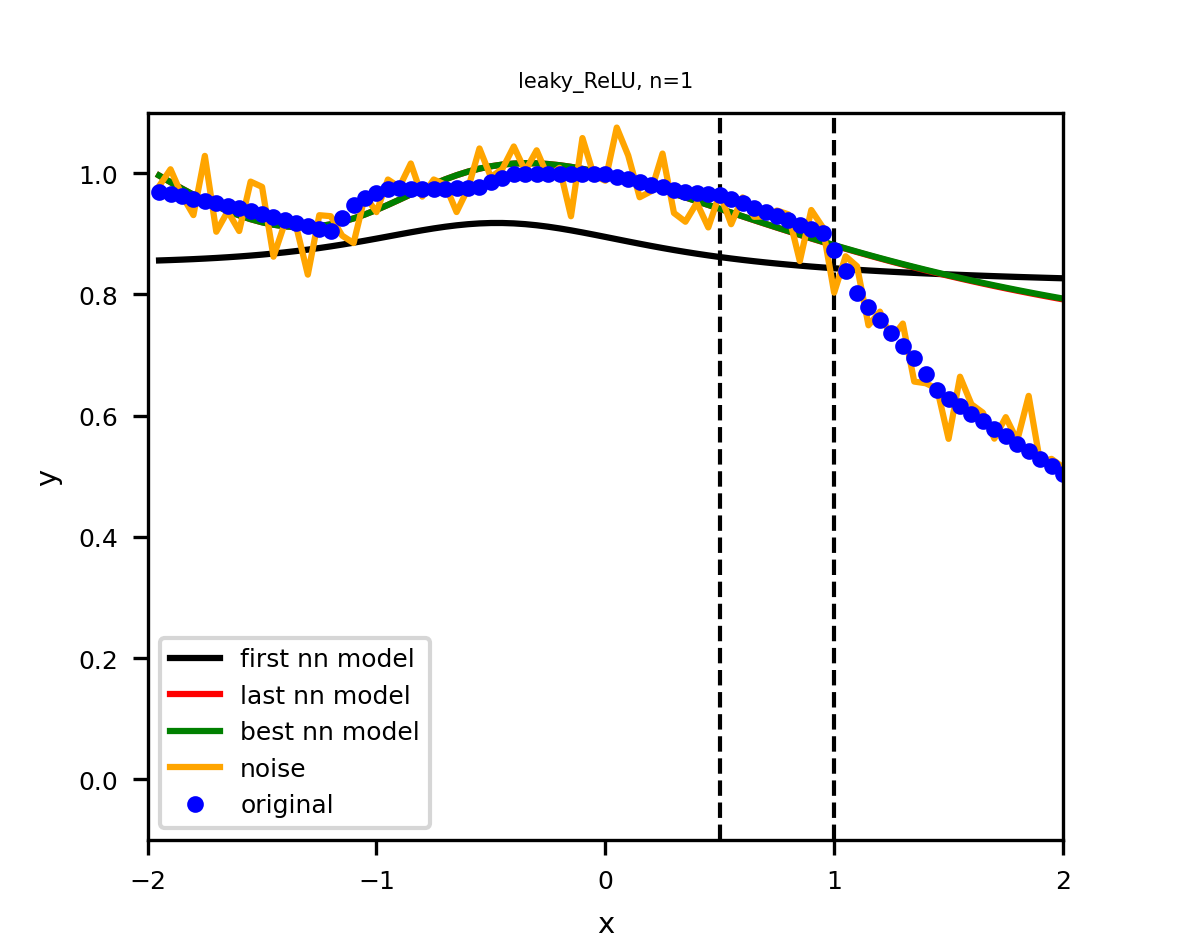 leaky_ReLU, n=1
1.0
0.8
0.6
0.4
0.2
0.0
y
first nn model
last nn model
best nn model
noise
original
−2
−1
0
1
2
x